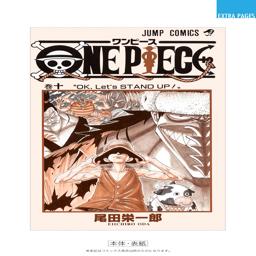 EXTRA PAGES
JUMP COMICS
ワンピース
ONE PIECE
巻十
"OK, Let's STAND UP!"
尾田栄一郎
EIICHIRO ODA
本体・表紙